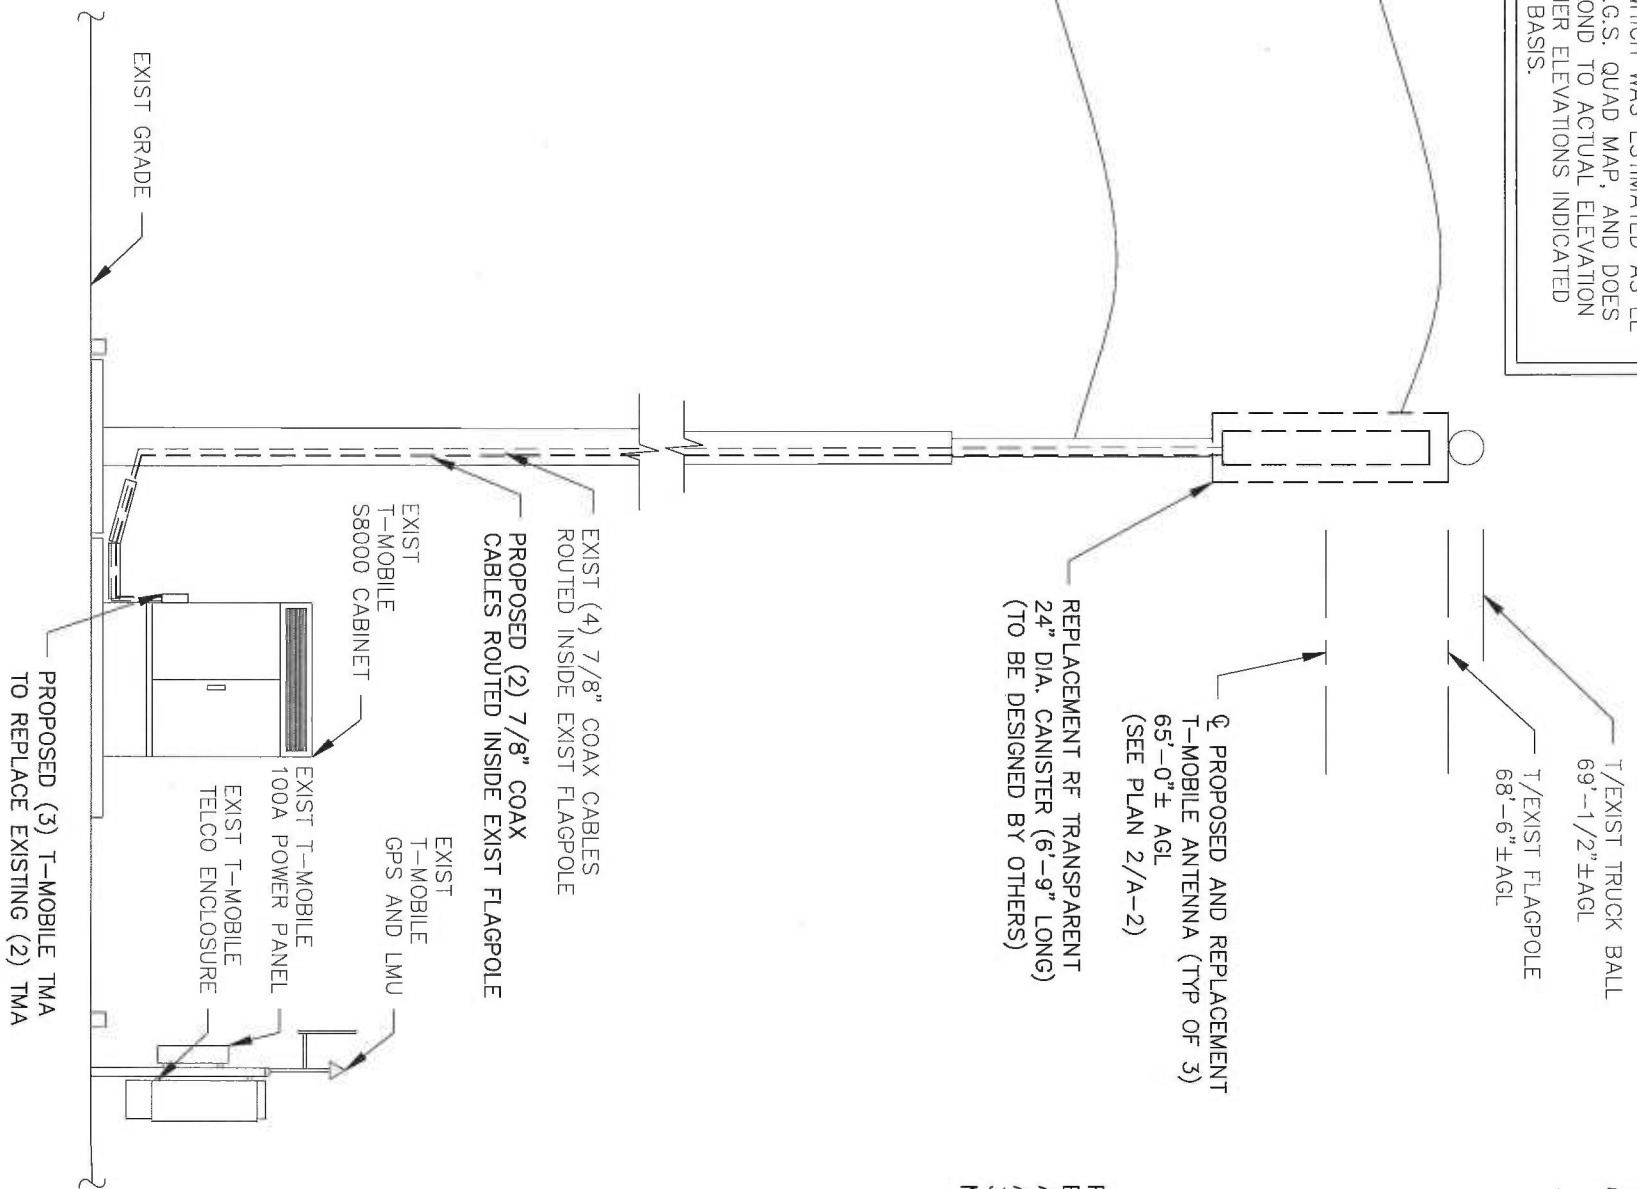 WHICH WAS ESTIMATED AS EL
.G.S. QUAD MAP, AND DOES
OND TO ACTUAL ELEVATION
HER ELEVATIONS INDICATED
BASIS.
T/EXIST TRUCK BALL
69'-1/2"±AGL
T/EXIST FLAGPOLE
68'-6"±AGL
℄ PROPOSED AND REPLACEMENT
T-MOBILE ANTENNA (TYP OF 3)
65'-0"± AGL
(SEE PLAN 2/A-2)
REPLACEMENT RF TRANSPARENT
24" DIA. CANISTER (6'-9" LONG)
(TO BE DESIGNED BY OTHERS)
EXIST (4) 7/8" COAX CABLES
ROUTED INSIDE EXIST FLAGPOLE
PROPOSED (2) 7/8" COAX
CABLES ROUTED INSIDE EXIST FLAGPOLE
EXIST
T-MOBILE
S8000 CABINET
EXIST
T-MOBILE
GPS AND LMU
EXIST T-MOBILE
100A POWER PANEL
EXIST T-MOBILE
TELCO ENCLOSURE
EXIST GRADE
PROPOSED (3) T-MOBILE TMA
TO REPLACE EXISTING (2) TMA